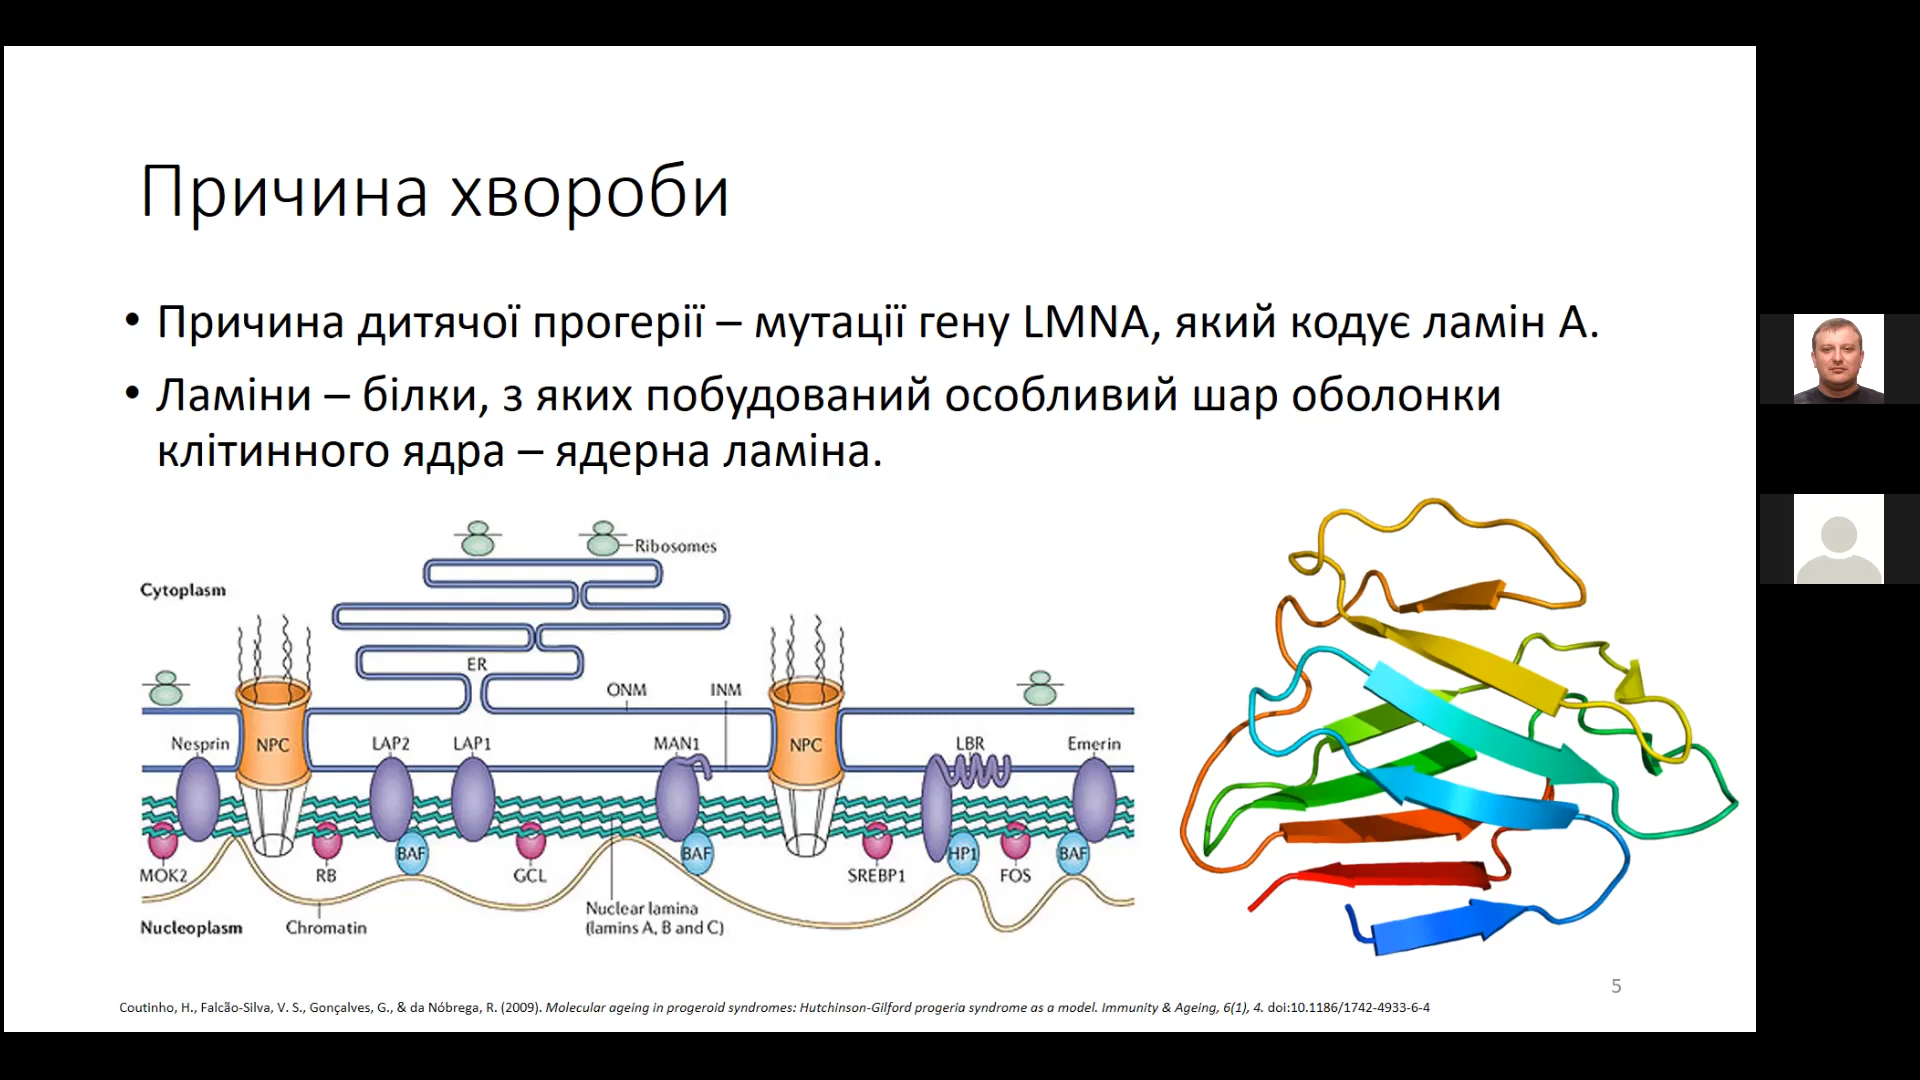 Причина хвороби
• Причина дитячої прогерії – мутації гену LMNA, який кодує ламін А.
• Ламіни – білки, з яких побудований особливий шар оболонки
клітинного ядра – ядерна ламіна.
Ribosomes
Cytoplasm
ER
ONM
INM
Nesprin
NPC
LAP2
LAP1
MAN1
NPC
LBR
Emerin
MOK2
RB
BAF
GCL
BAF
SREBP1
HP1
FOS
BAF
Nuclear lamina
(lamins A, B and C)
Nucleoplasm
Chromatin
5
Coutinho, H., Falcão-Silva, V. S., Gonçalves, G., & da Nóbrega, R. (2009). Molecular ageing in progeroid syndromes: Hutchinson-Gilford progeria syndrome as a model. Immunity & Ageing, 6(1), 4. doi:10.1186/1742-4933-6-4